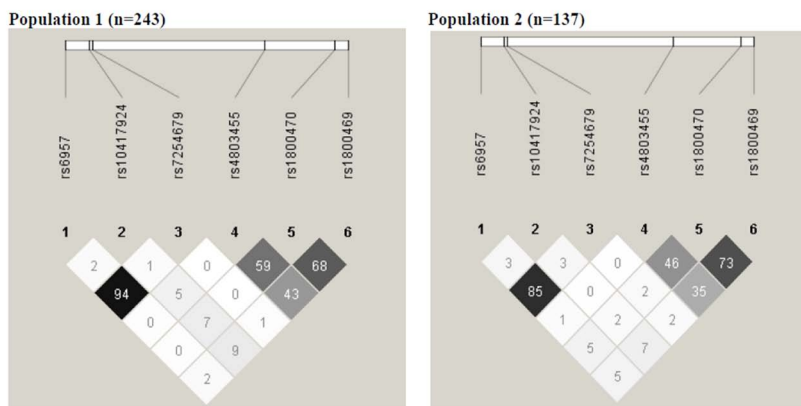 Population 1 (n=243)
rs6957
rs10417924
rs7254679
rs4803455
rs1800470
rs1800469
1 2 3 4 5 6
2 1 0 59 68
94 5 0 43
0 7 1
0 9
2
Population 2 (n=137)
rs6957
rs10417924
rs7254679
rs4803455
rs1800470
rs1800469
1 2 3 4 5 6
3 3 0 46 73
85 0 2 35
1 2 2
5 7
5